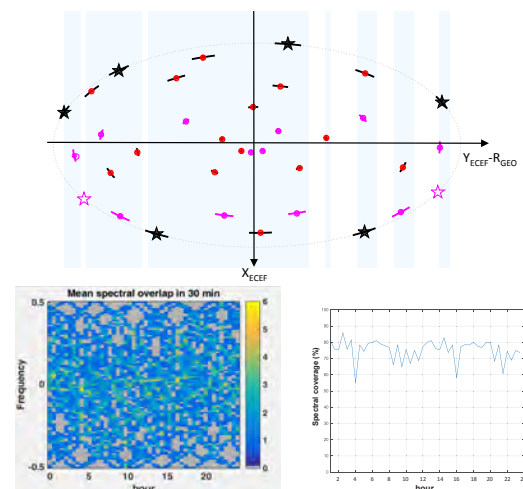 Y_ECEF-R_GEO
X_ECEF
Mean spectral overlap in 30 min
0.5
0
-0.5
Frequency
0 5 10 15 20
hour
6
5
4
3
2
1
0
Spectral coverage (%)
100
90
80
70
60
50
40
30
20
10
0
2 4 6 8 10 12 14 16 18 20 22 2
hour